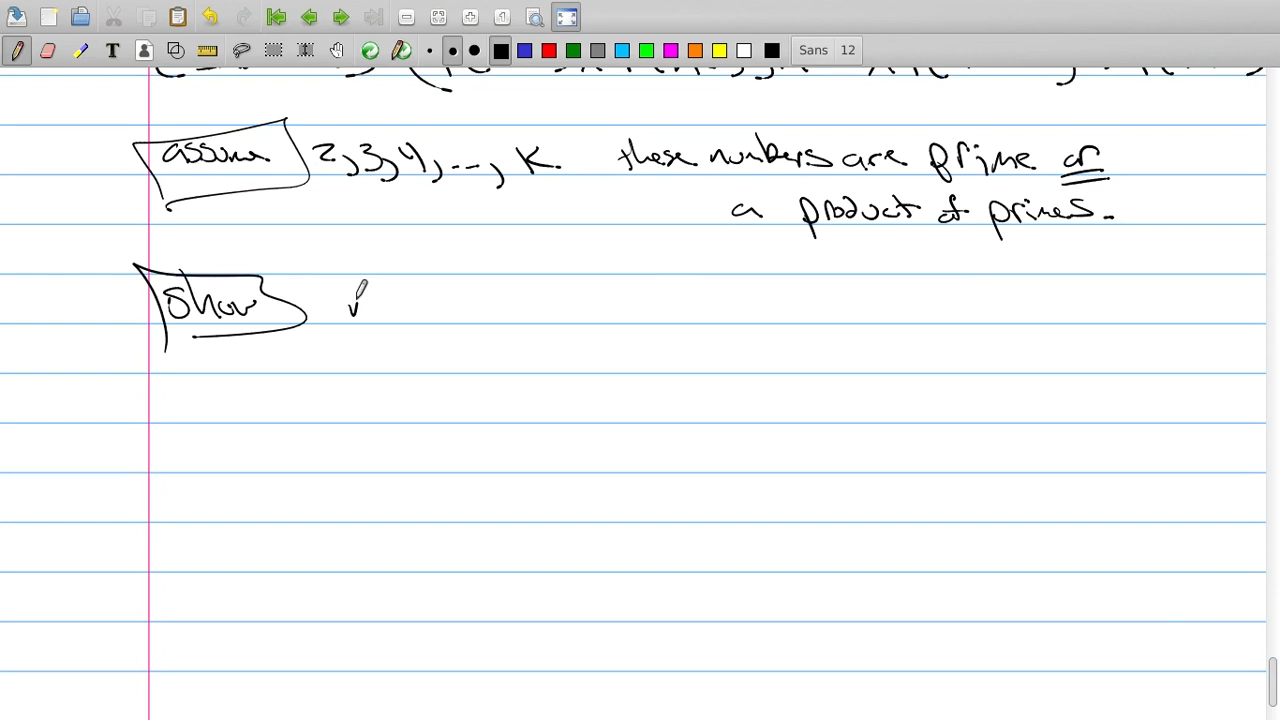 Sans 12
assume 2,3,4,..., K these numbers are prime or
a product of primes.
Show